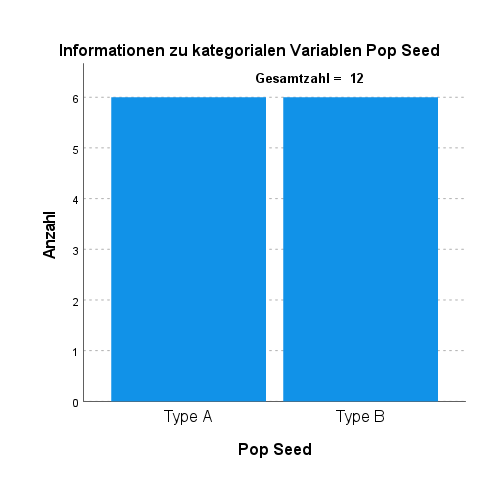 Informationen zu kategorialen Variablen Pop Seed
Gesamtzahl = 12
6
5
4
3
2
1
0
Anzahl
Type A
Type B
Pop Seed